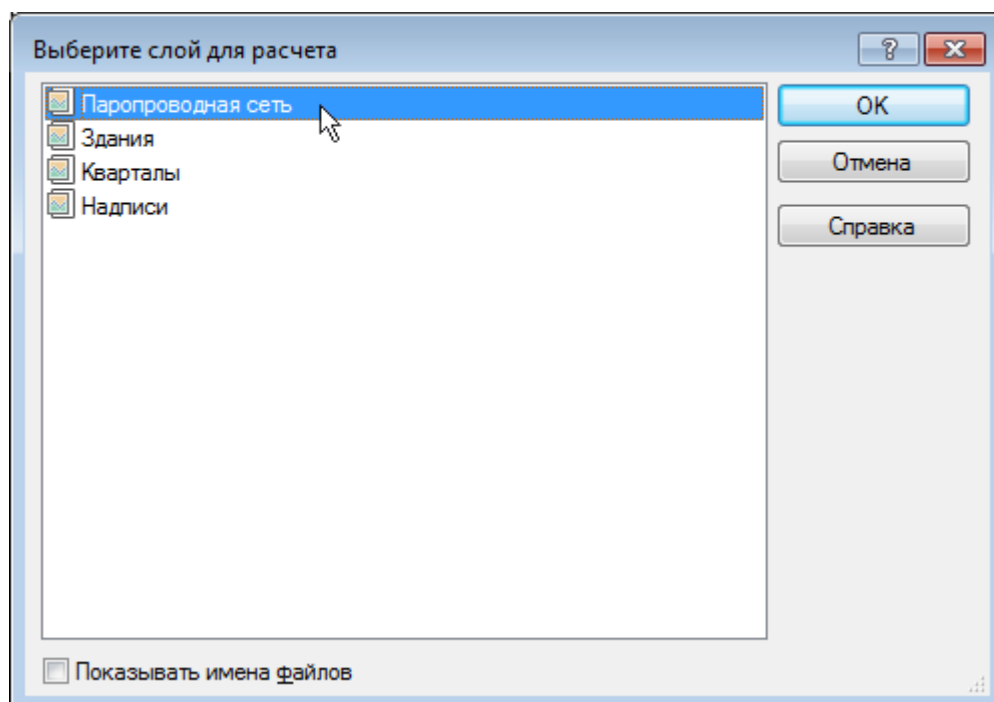 Выберите слой для расчета
Паропроводная сеть
Здания
Кварталы
Надписи
OK
Отмена
Справка
Показывать имена файлов